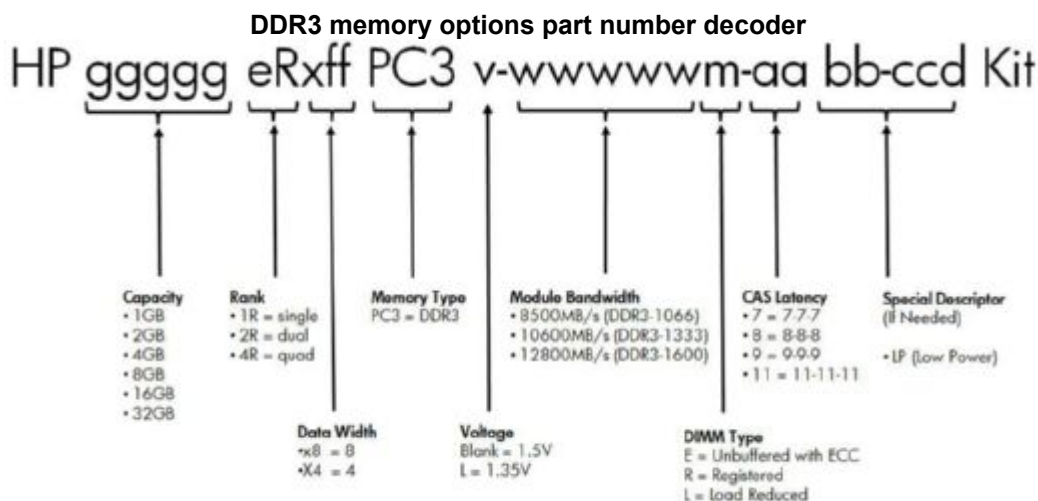 DDR3 memory options part number decoder
HP ggggg eRxff PC3 v-wwwwwm-aa bb-ccd Kit
Capacity
• 1GB
• 2GB
• 4GB
• 8GB
• 16GB
• 32GB
Rank
• 1R = single
• 2R = dual
• 4R = quad
Memory Type
PC3 = DDR3
Module Bandwidth
• 8500MB/s (DDR3-1066)
• 10600MB/s (DDR3-1333)
• 12800MB/s (DDR3-1600)
CAS Latency
• 7 = 7-7-7
• 8 = 8-8-8
• 9 = 9-9-9
• 11 = 11-11-11
Special Descriptor
(If Needed)
• LP (Low Power)
Data Width
•x8 = 8
•X4 = 4
Voltage
Blank = 1.5V
L = 1.35V
DIMM Type
E = Unbuffered with ECC
R = Registered
L = Load Reduced